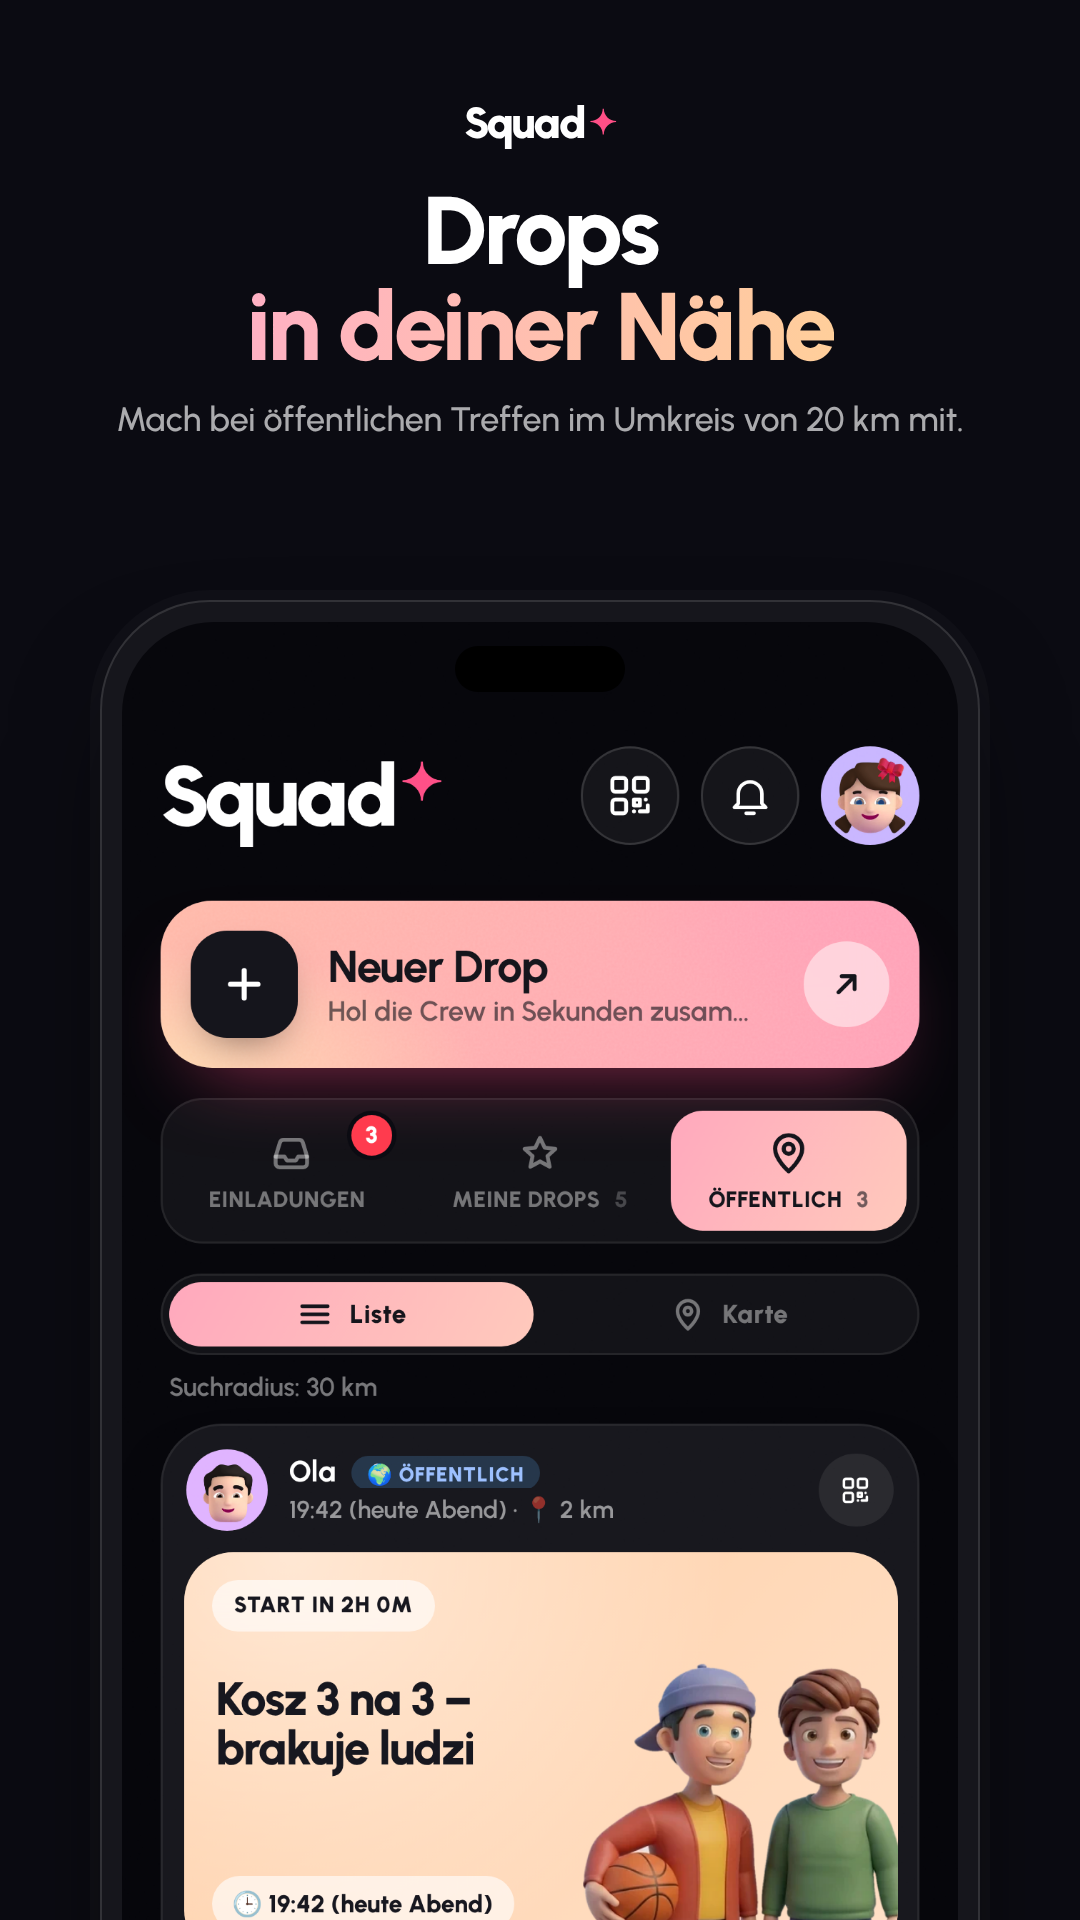 Squad
Drops
in deiner Nähe
Mach bei öffentlichen Treffen im Umkreis von 20 km mit.
Squad
Neuer Drop
Hol die Crew in Sekunden zusam...
3
EINLADUNGEN
MEINE DROPS 5
ÖFFENTLICH 3
Liste
Karte
Suchradius: 30 km
Ola ÖFFENTLICH
19:42 (heute Abend) · 2 km
START IN 2H 0M
Kosz 3 na 3 –
brakuje ludzi
19:42 (heute Abend)